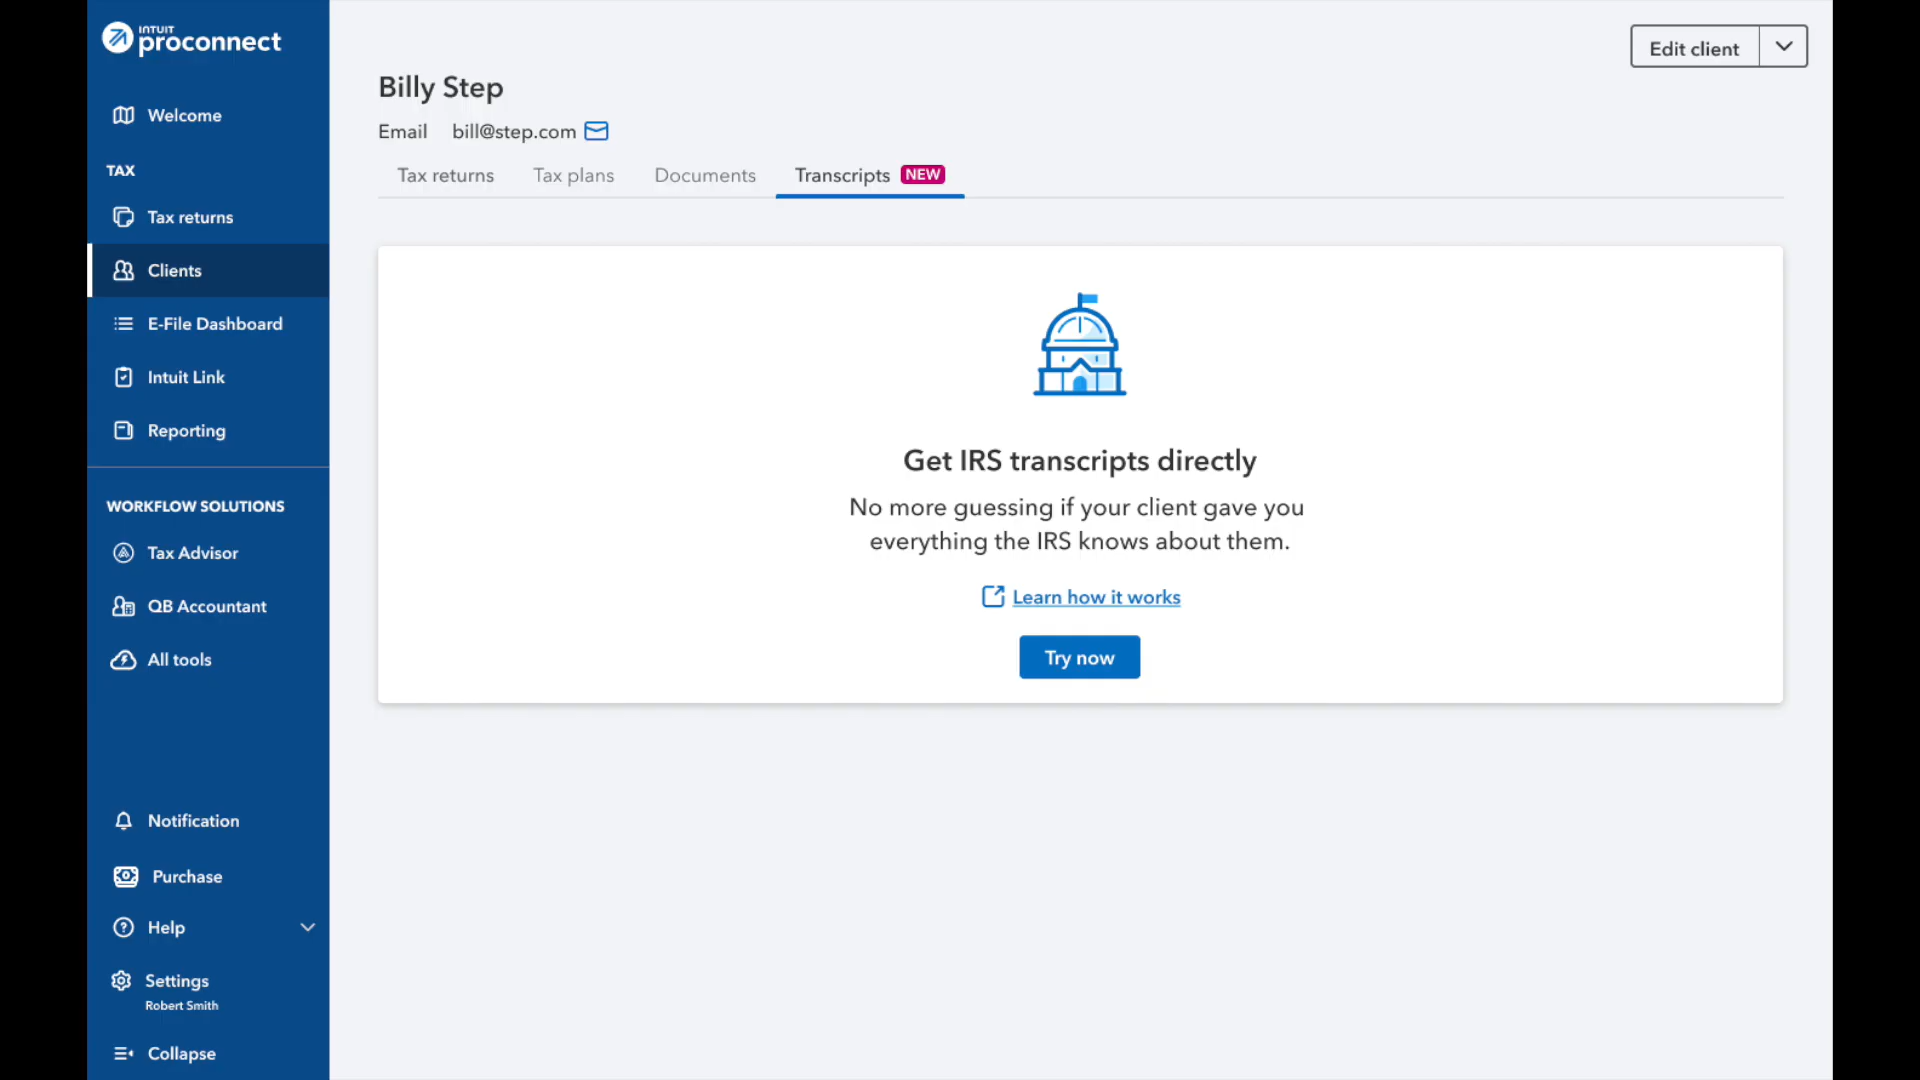 INTUIT
proconnect
Welcome
TAX
Tax returns
Clients
E-File Dashboard
Intuit Link
Reporting
WORKFLOW SOLUTIONS
Tax Advisor
QB Accountant
All tools
Notification
Purchase
Help
Settings
Robert Smith
Collapse
Edit client
Billy Step
Email bill@step.com
Tax returns Tax plans Documents Transcripts NEW
Get IRS transcripts directly
No more guessing if your client gave you
everything the IRS knows about them.
Learn how it works
Try now